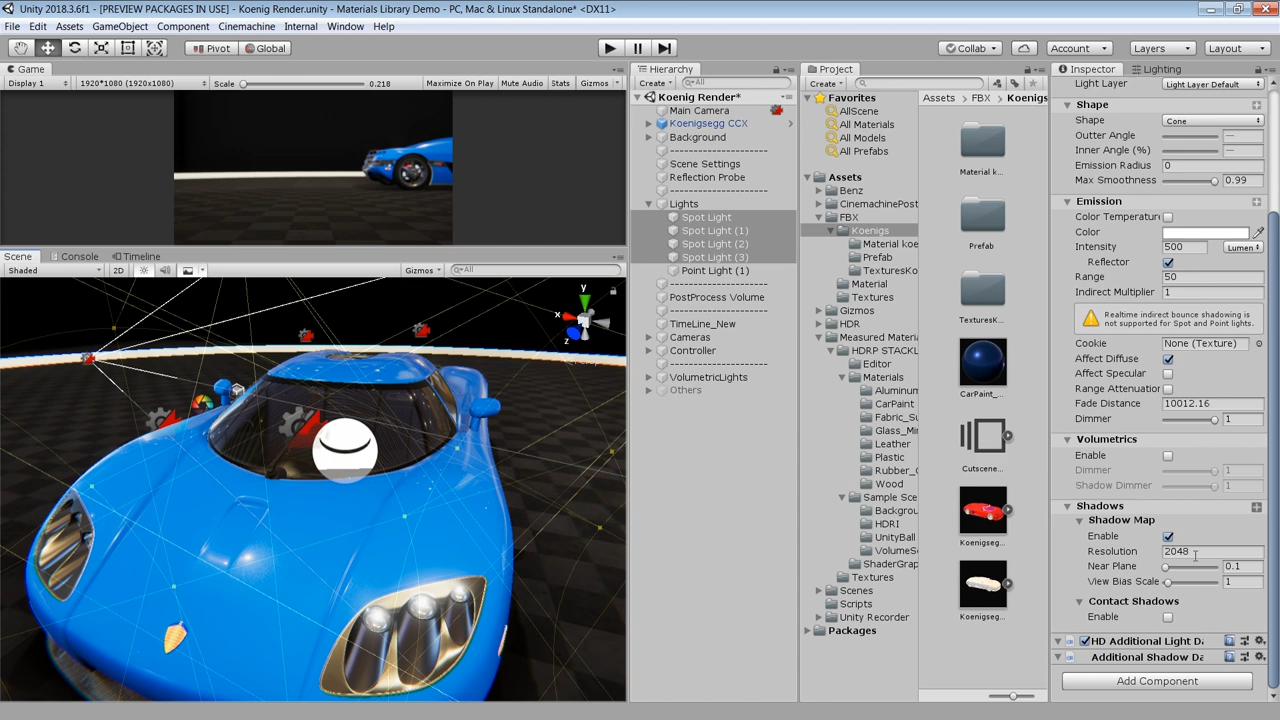 Unity 2018.3.6f1 - [PREVIEW PACKAGES IN USE] - Koenig Render.unity - Materials Library Demo - PC, Mac & Linux Standalone* <DX11>
File Edit Assets GameObject Component Cinemachine Internal Window Help
Pivot Global Collab Account Layers Layout
Game
Display 1 1920*1080 (1920x1080) Scale 0.218 Maximize On Play Mute Audio Stats Gizmos
Scene Console Timeline
Shaded 2D Gizmos All
y
x
z
Hierarchy
Create All
Koenig Render*
Main Camera
Koenigsegg CCX
Background
--------------------
Scene Settings
Reflection Probe
--------------------
Lights
Spot Light
Spot Light (1)
Spot Light (2)
Spot Light (3)
Point Light (1)
--------------------
PostProcess Volume
--------------------
TimeLine_New
Cameras
Controller
--------------------
VolumetricLights
Others
Project
Create
Favorites
AllScene
All Materials
All Models
All Prefabs
Assets
Benz
CinemachinePost
FBX
Koenigs
Material koe
Prefab
TexturesKo
Material
Textures
Gizmos
HDR
Measured Materia
HDRP STACKL
Editor
Materials
Aluminun
CarPaint
Fabric_Su
Glass_Mir
Leather
Plastic
Rubber_C
Wood
Sample Sce
Backgrou
HDRI
UnityBall
VolumeSe
ShaderGrap
Textures
Scenes
Scripts
Unity Recorder
Packages
Assets FBX Koenigs
Material k...
Prefab
TexturesK...
CarPaint_...
Cutscene...
Koenigseg...
Koenigseg...
Inspector Lighting
Light Layer Light Layer Default
Shape
Shape Cone
Outter Angle —
Inner Angle (%) —
Emission Radius 0
Max Smoothness 0.99
Emission
Color Temperature
Color
Intensity 500 Lumen
Reflector
Range 50
Indirect Multiplier 1
Realtime indirect bounce shadowing is
not supported for Spot and Point lights.
Cookie None (Texture)
Affect Diffuse
Affect Specular
Range Attenuation
Fade Distance 10012.16
Dimmer 1
Volumetrics
Enable
Dimmer 1
Shadow Dimmer 1
Shadows
Shadow Map
Enable
Resolution 2048
Near Plane 0.1
View Bias Scale 1
Contact Shadows
Enable
HD Additional Light Da
Additional Shadow Da
Add Component